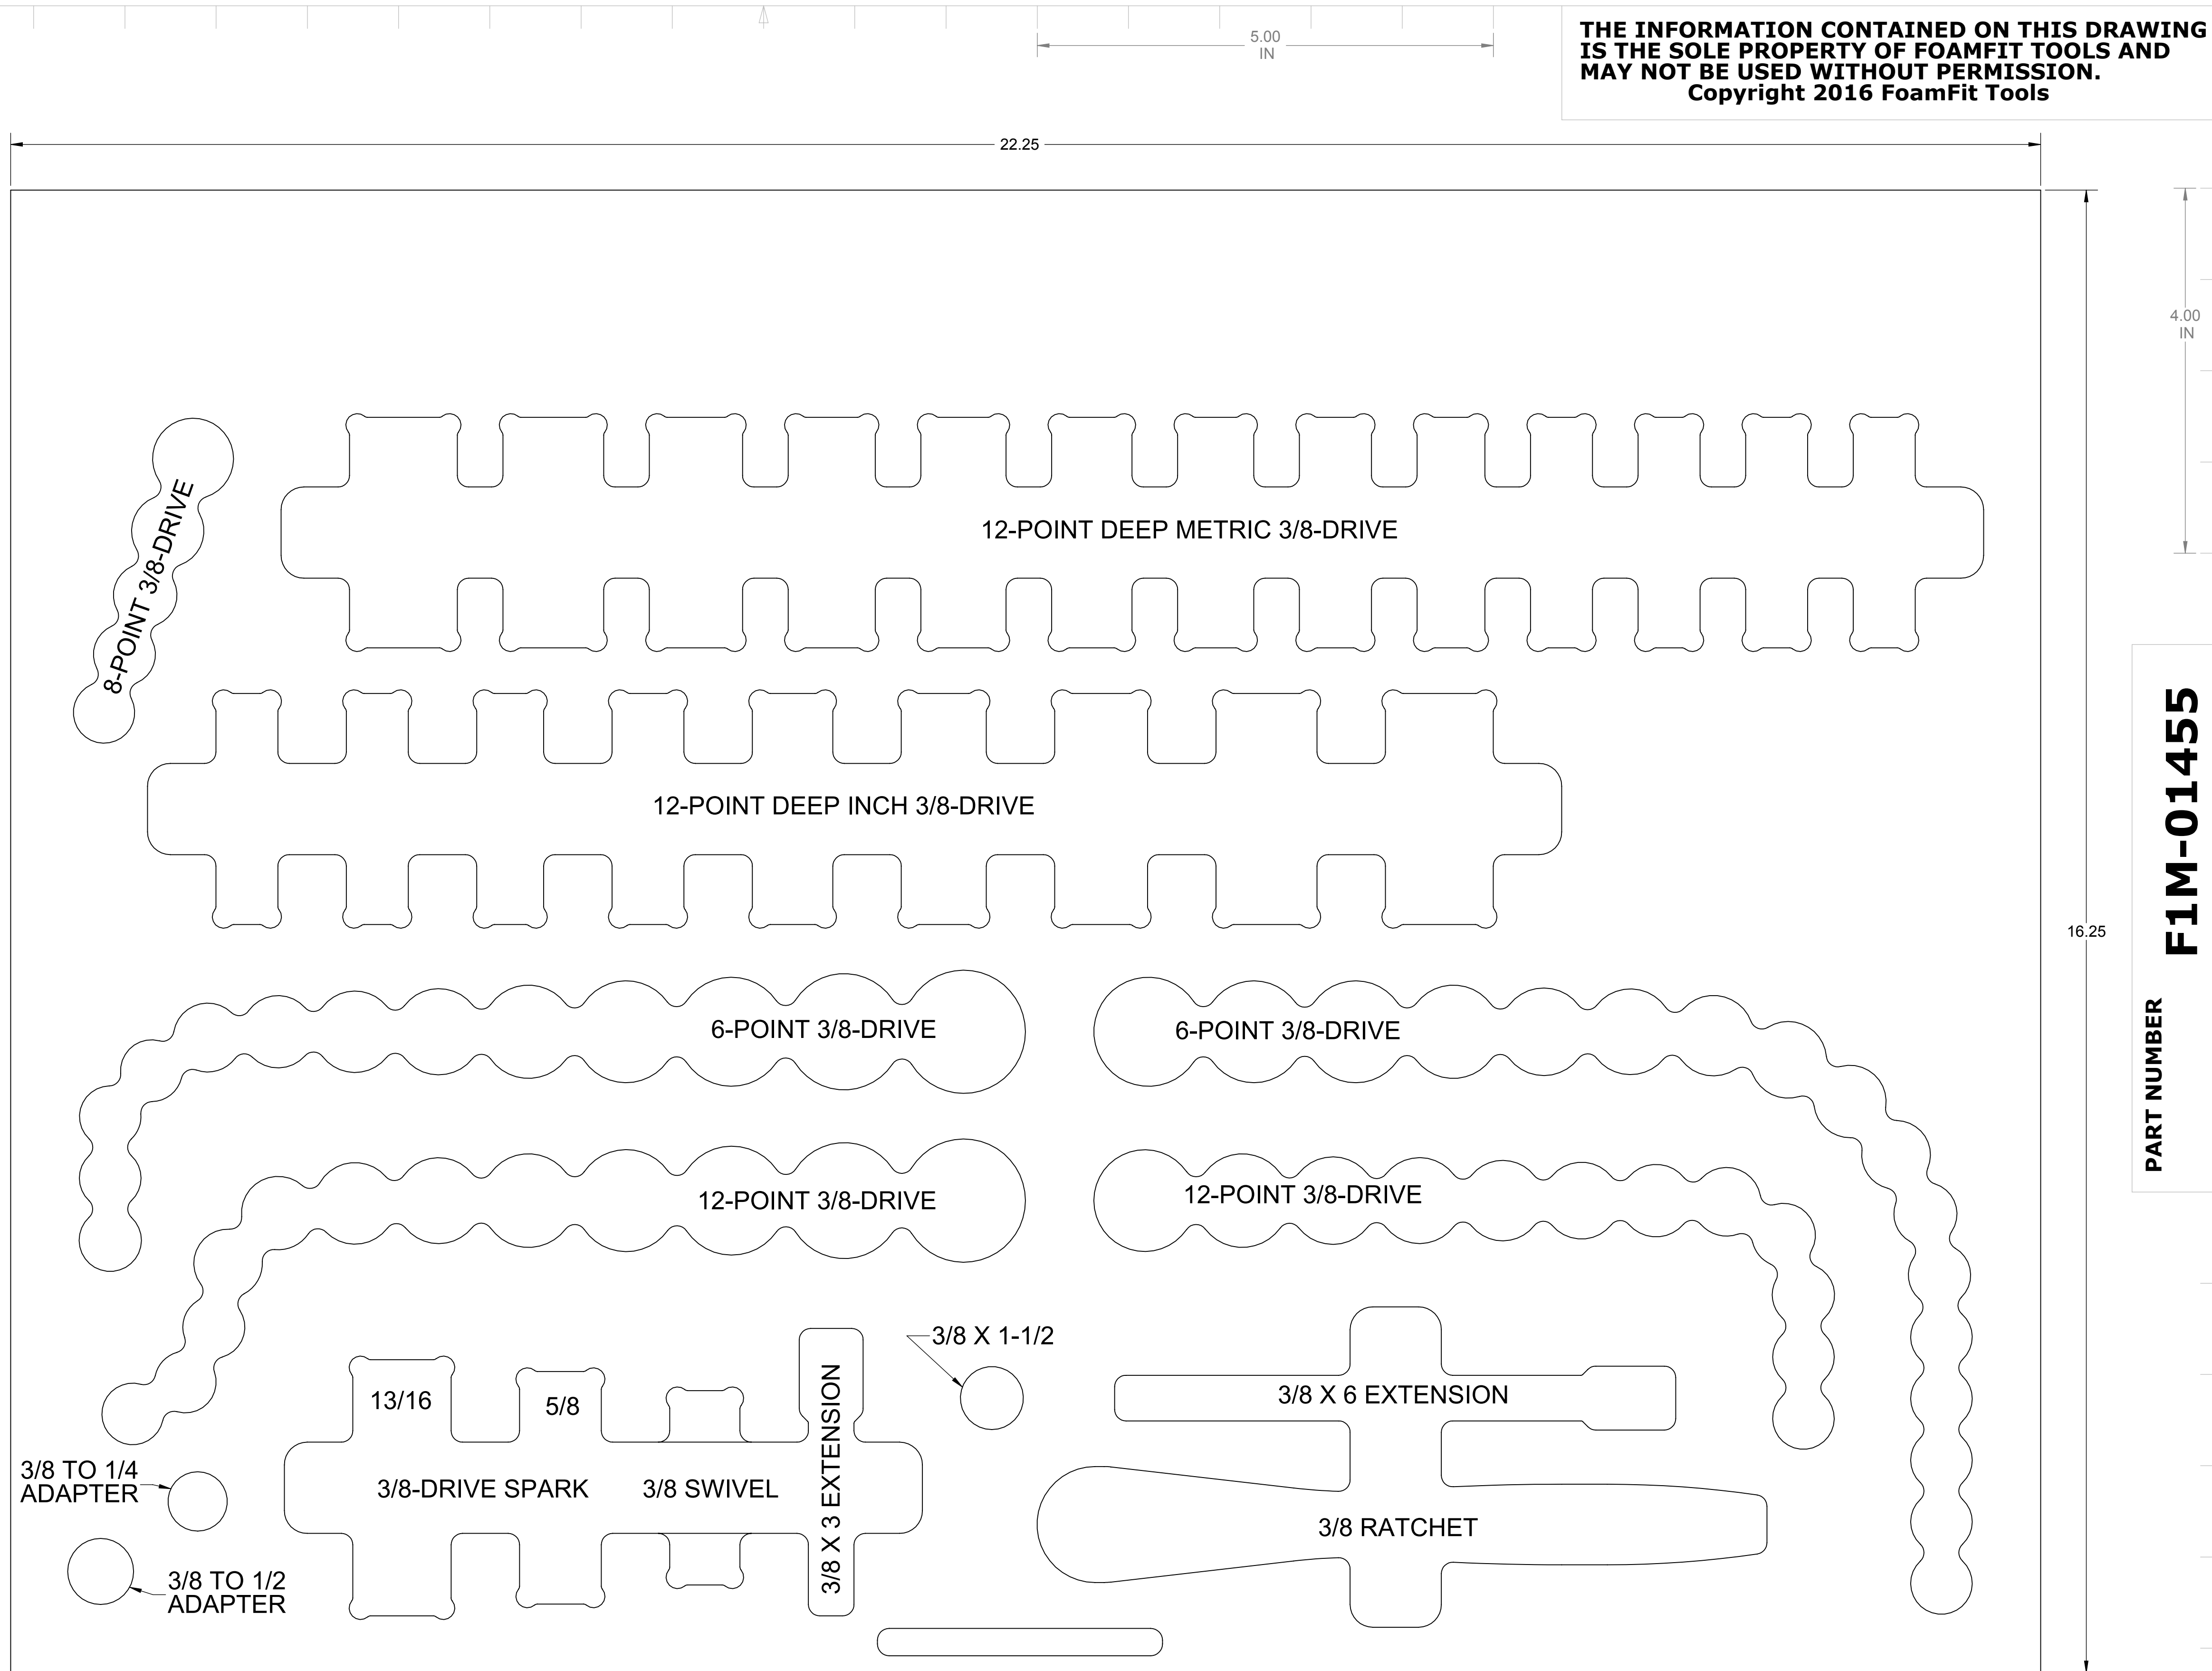 5.00
IN
THE INFORMATION CONTAINED ON THIS DRAWING
IS THE SOLE PROPERTY OF FOAMFIT TOOLS AND
MAY NOT BE USED WITHOUT PERMISSION.
Copyright 2016 FoamFit Tools
22.25
4.00
IN
8-POINT 3/8-DRIVE
12-POINT DEEP METRIC 3/8-DRIVE
12-POINT DEEP INCH 3/8-DRIVE
16.25
PART NUMBER
F1M-01455
6-POINT 3/8-DRIVE
6-POINT 3/8-DRIVE
12-POINT 3/8-DRIVE
12-POINT 3/8-DRIVE
3/8 X 1-1/2
13/16
5/8
3/8 X 3 EXTENSION
3/8 X 6 EXTENSION
3/8 TO 1/4
ADAPTER
3/8-DRIVE SPARK
3/8 SWIVEL
3/8 RATCHET
3/8 TO 1/2
ADAPTER